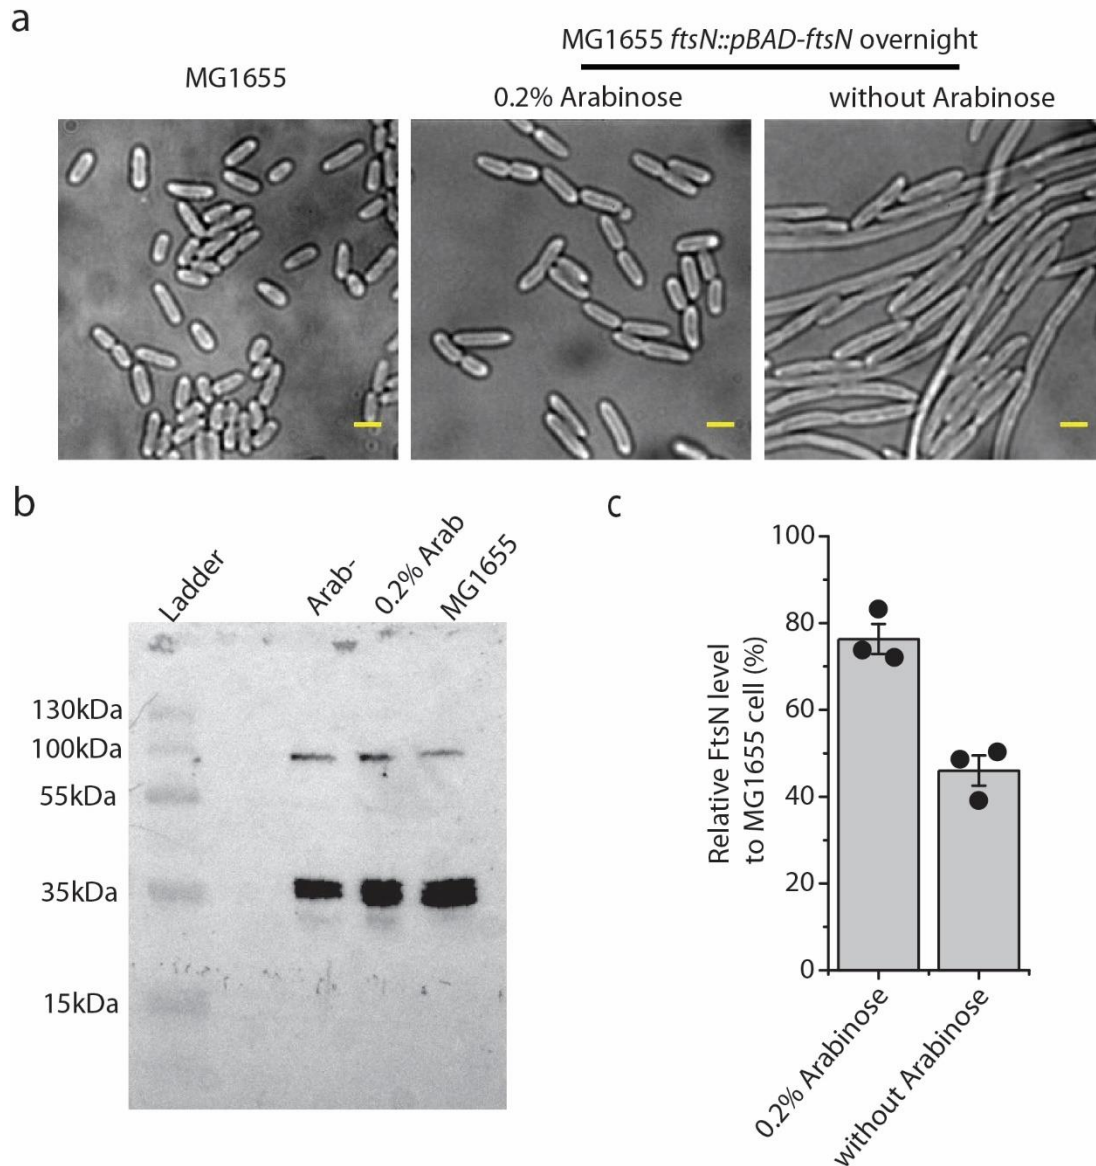 a
MG1655 ftsN::pBAD-ftsN overnight
MG1655
0.2% Arabinose
without Arabinose
b
Ladder
Arab-
0.2% Arab
MG1655
130kDa
100kDa
55kDa
35kDa
15kDa
c
Relative FtsN level
to MG1655 cell (%)
100
80
60
40
20
0
0.2% Arabinose
without Arabinose